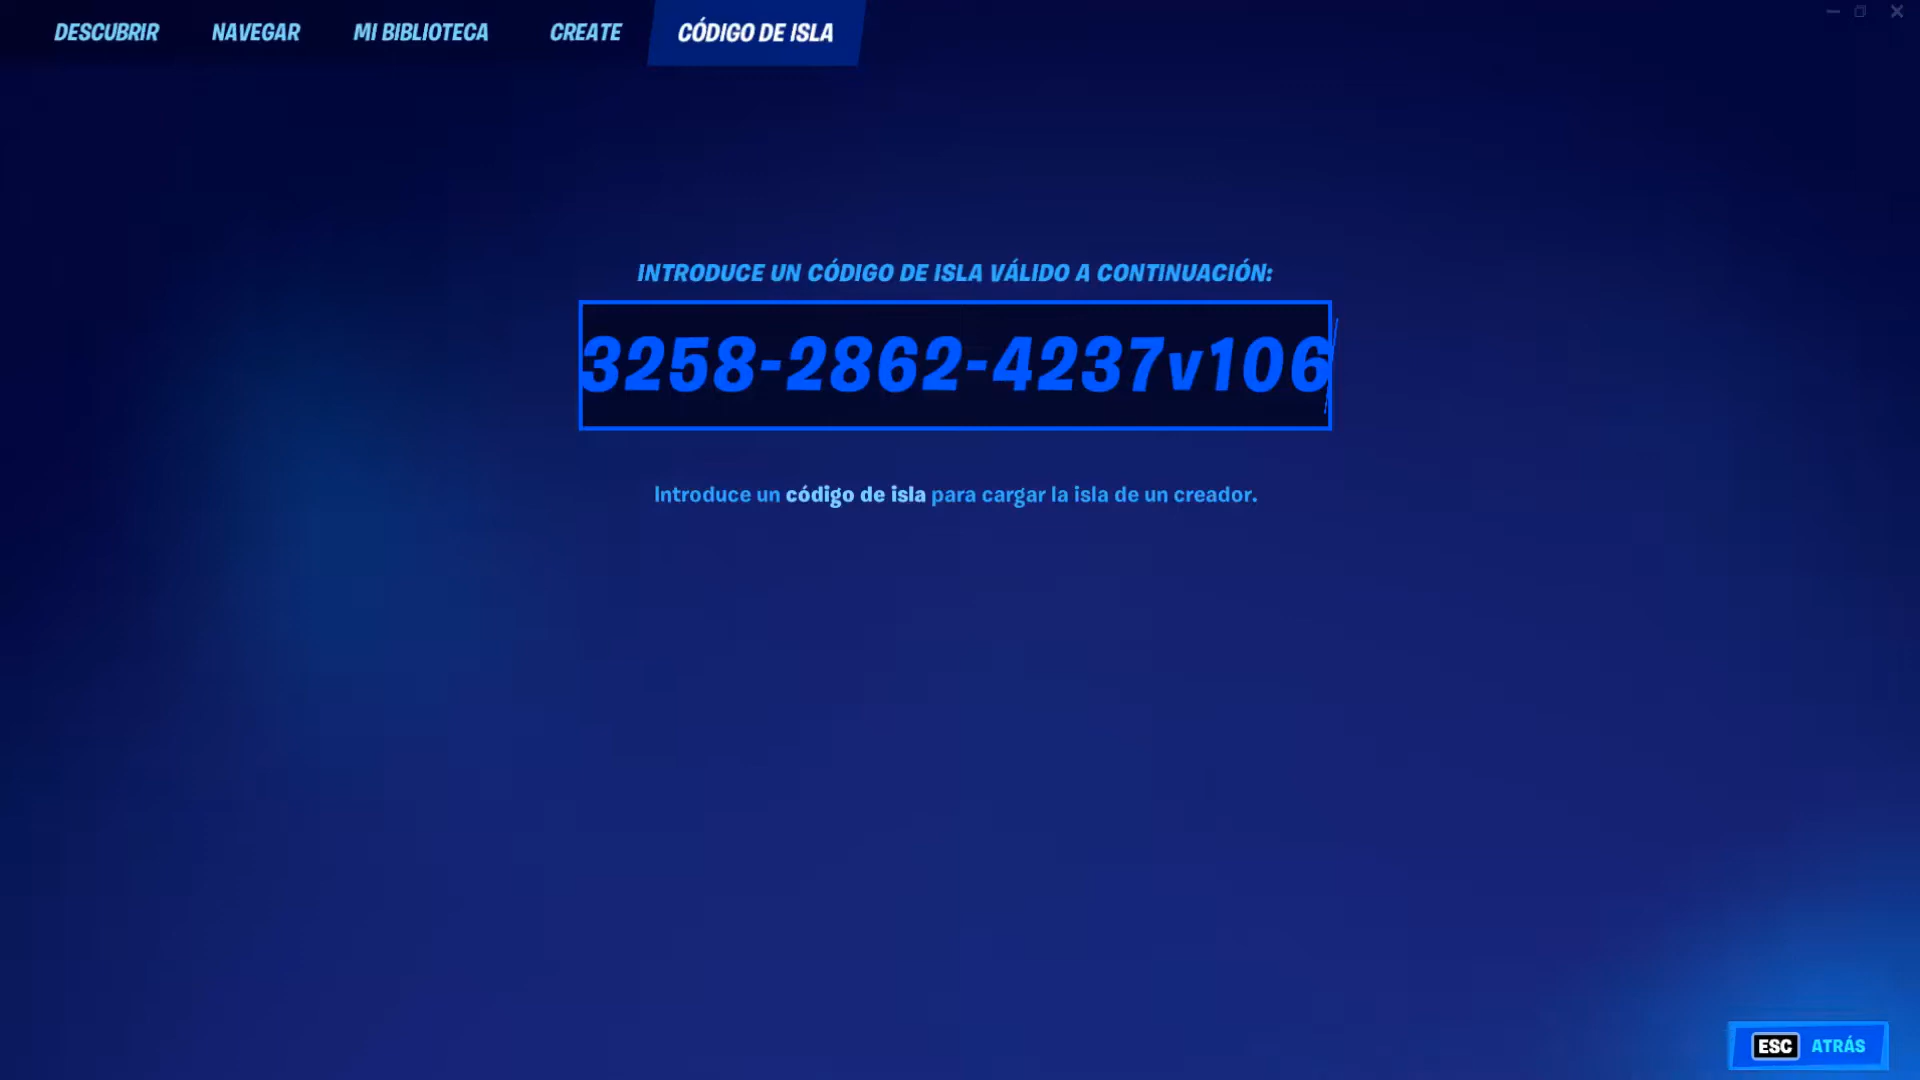 DESCUBRIR NAVEGAR MI BIBLIOTECA CREATE CÓDIGO DE ISLA
INTRODUCE UN CÓDIGO DE ISLA VÁLIDO A CONTINUACIÓN:
3258-2862-4237v106
Introduce un código de isla para cargar la isla de un creador.
ESC ATRÁS